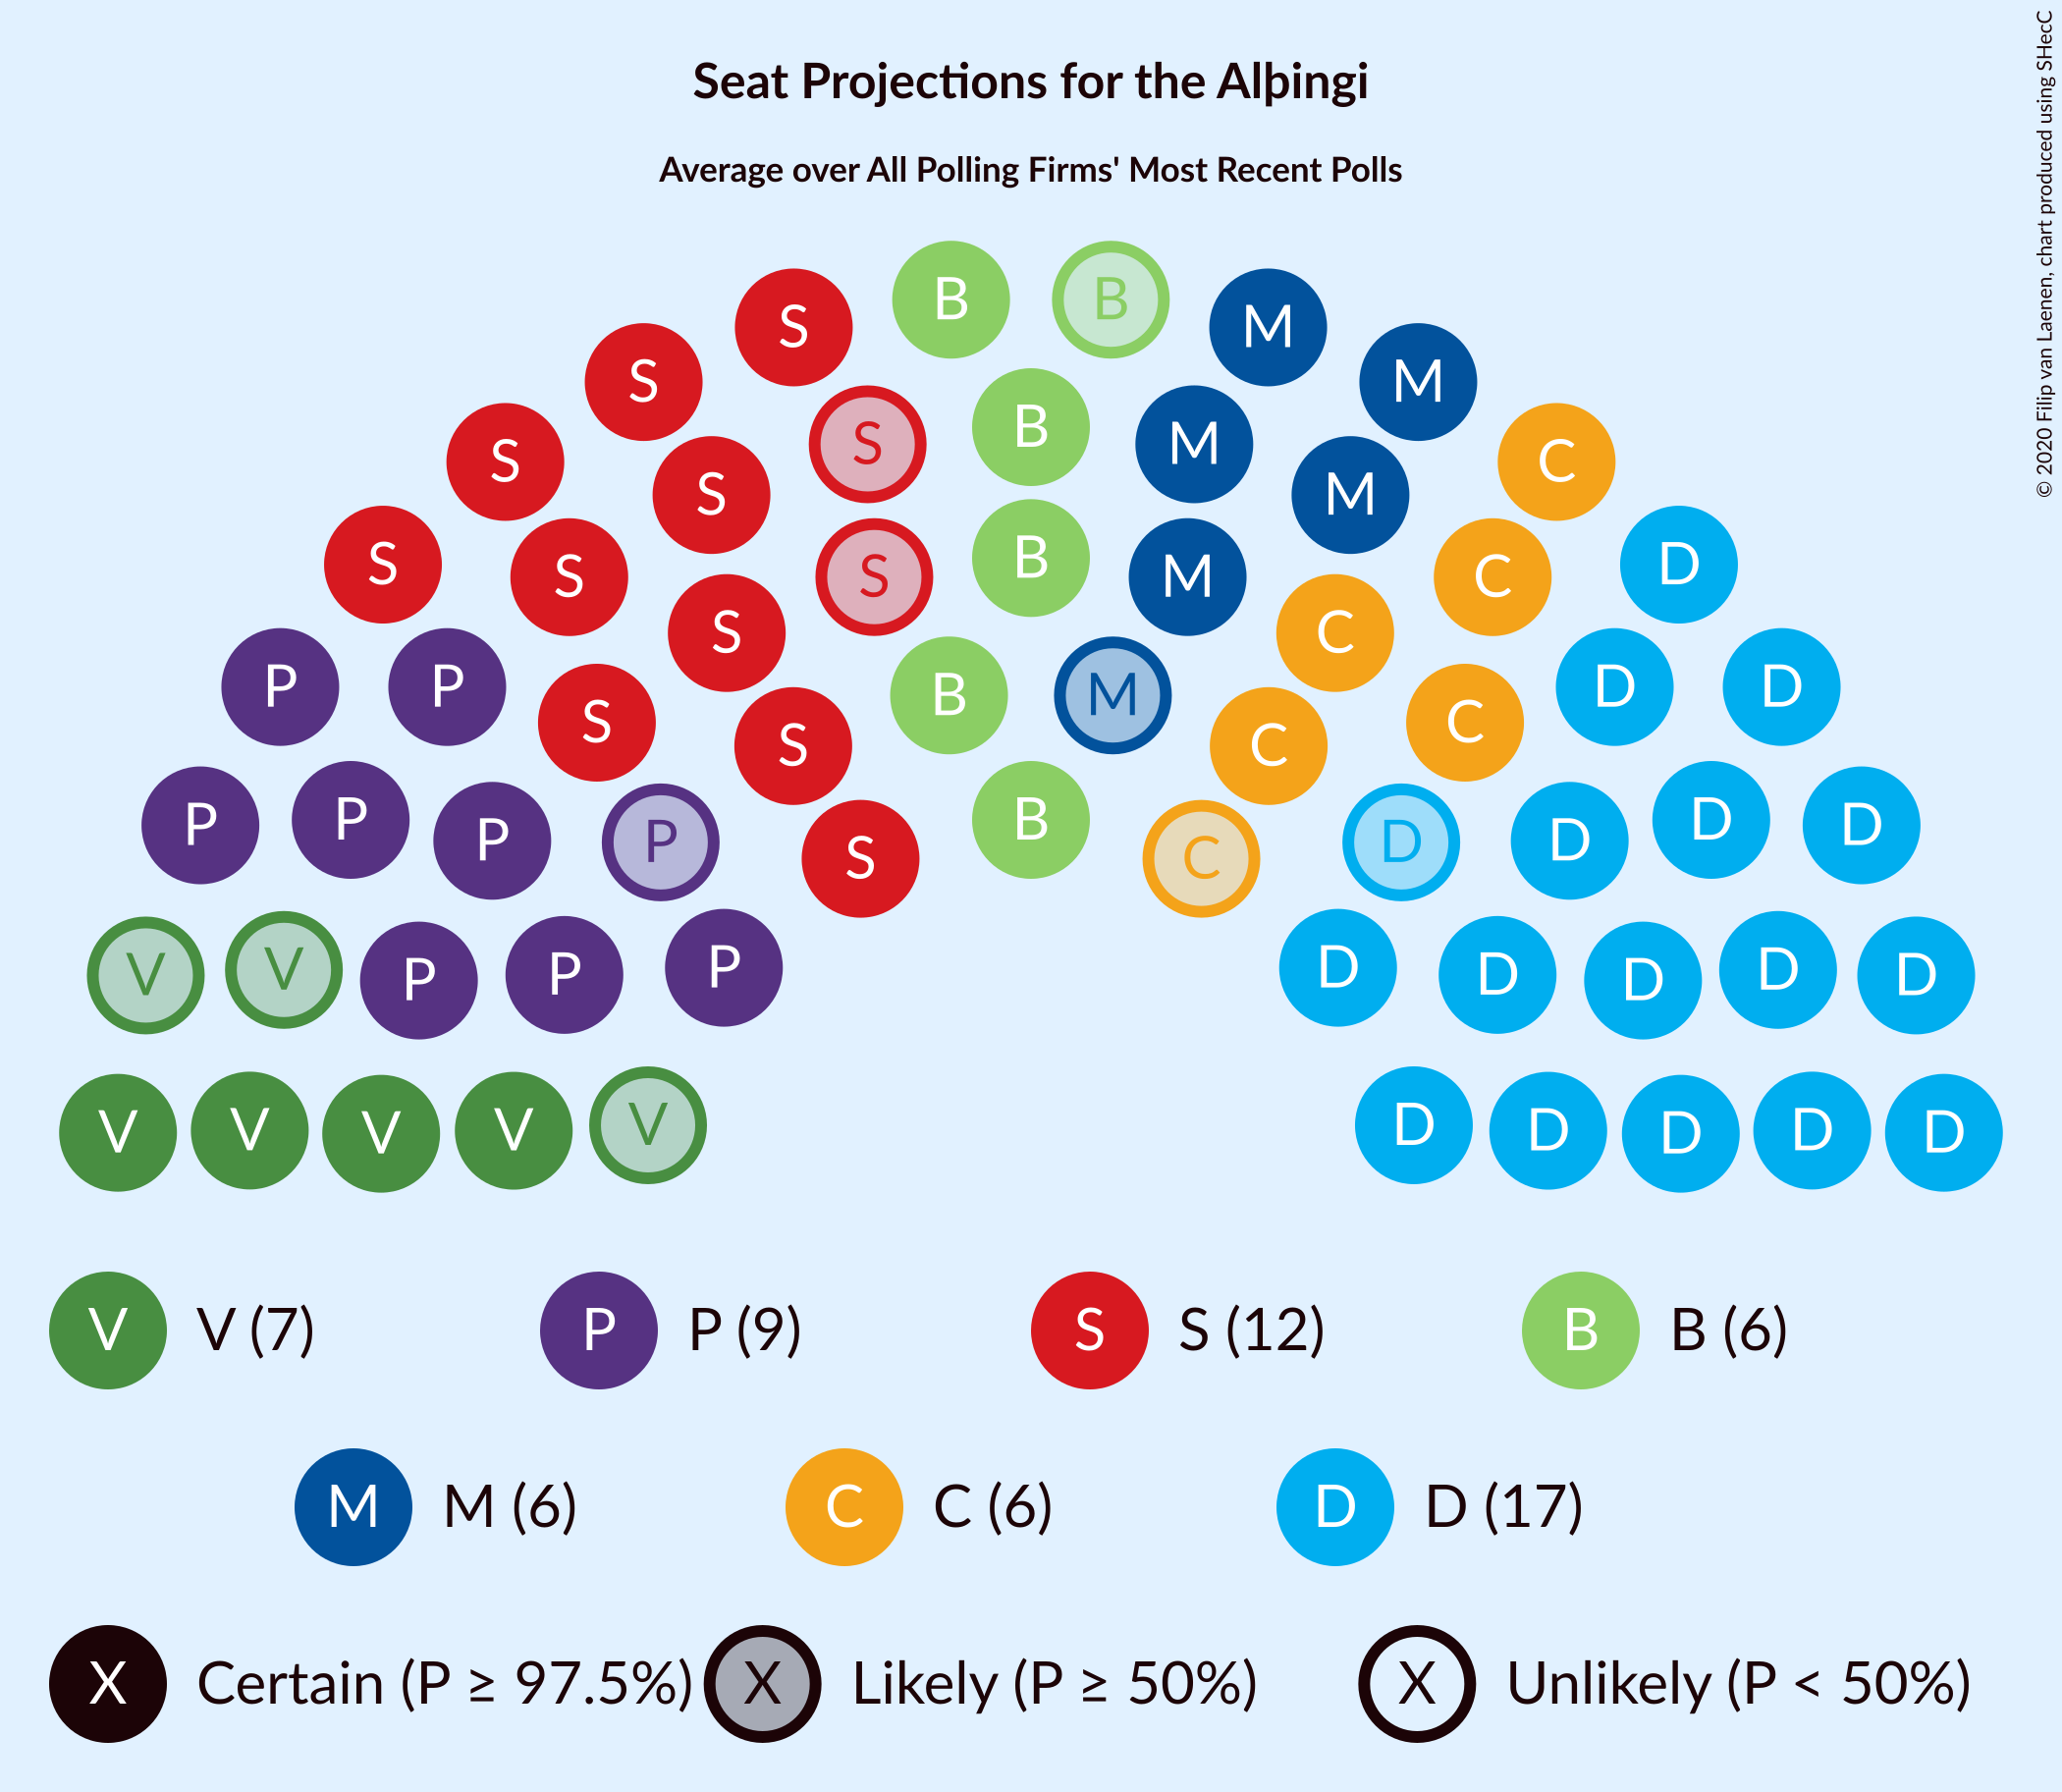 Seat Projections for the Alþingi
Average over All Polling Firms' Most Recent Polls
© 2020 Filip van Laenen, chart produced using SHecC
B B
S M
S M
S B M
S C
S M
S B D
S S S M C
S C
P P D D
B M
S C
S C
P P B D D
P P D D
S C
V V P P P D D D D D
V V V V V D D D D D
V V (7) P P (9) S S (12) B B (6)
M M (6) C C (6) D D (17)
X Certain (P ≥ 97.5%) X Likely (P ≥ 50%) X Unlikely (P < 50%)